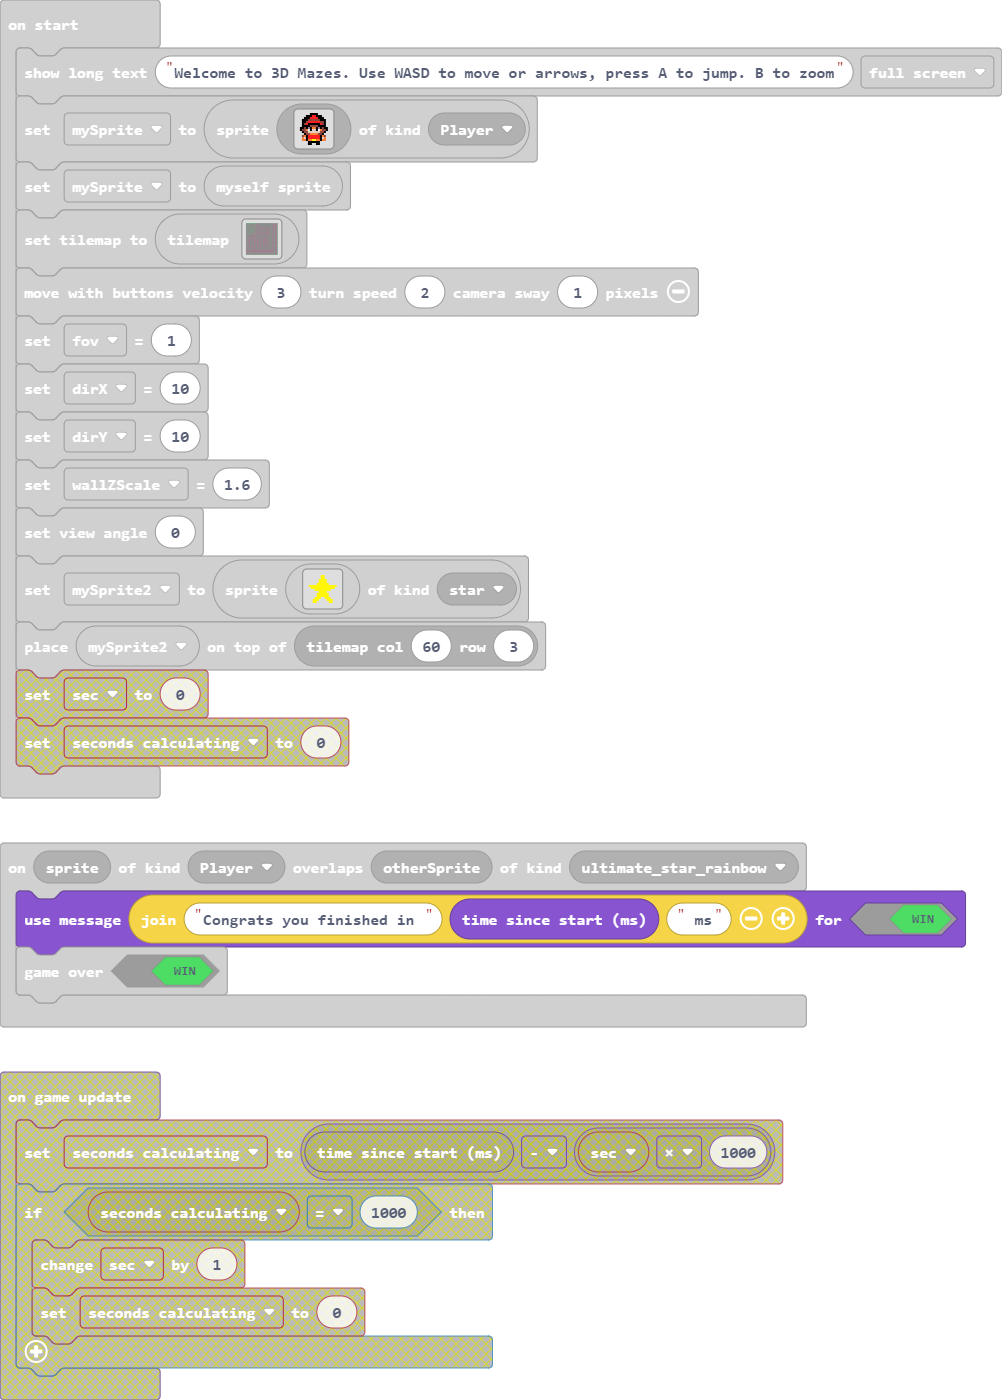 on start
show long text "Welcome to 3D Mazes. Use WASD to move or arrows, press A to jump. B to zoom" full screen
set mySprite to sprite of kind Player
set mySprite to myself sprite
set tilemap to tilemap
move with buttons velocity 3 turn speed 2 camera sway 1 pixels
set fov = 1
set dirX = 10
set dirY = 10
set wallZScale = 1.6
set view angle 0
set mySprite2 to sprite of kind star
place mySprite2 on top of tilemap col 60 row 3
set sec to 0
set seconds calculating to 0
on sprite of kind Player overlaps otherSprite of kind ultimate_star_rainbow
use message join "Congrats you finished in " time since start (ms) " ms" for WIN
game over WIN
on game update
set seconds calculating to time since start (ms) - sec × 1000
if seconds calculating = 1000 then
change sec by 1
set seconds calculating to 0